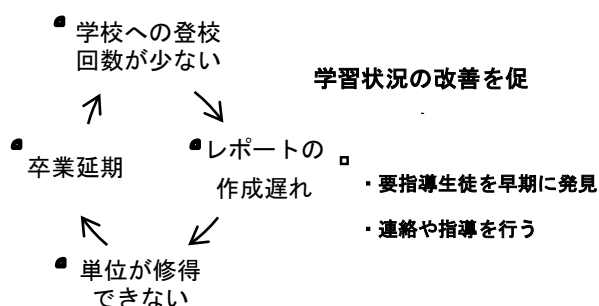 学校への登校
回数が少ない
レポートの
作成遅れ
単位が修得
できない
卒業延期
学習状況の改善を促
・要指導生徒を早期に発見
・連絡や指導を行う